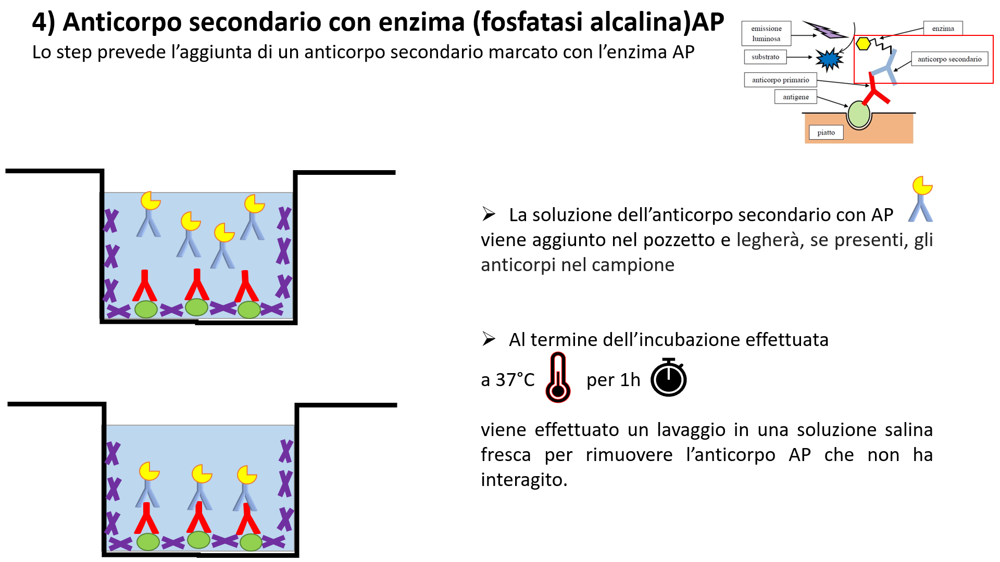 4) Anticorpo secondario con enzima (fosfatasi alcalina)AP
Lo step prevede l’aggiunta di un anticorpo secondario marcato con l’enzima AP
emissione
luminosa
enzima
substrato
anticorpo secondario
anticorpo primario
antigene
piatto
➢ La soluzione dell’anticorpo secondario con AP
viene aggiunto nel pozzetto e legherà, se presenti, gli
anticorpi nel campione
➢ Al termine dell’incubazione effettuata
a 37°C per 1h
viene effettuato un lavaggio in una soluzione salina
fresca per rimuovere l’anticorpo AP che non ha
interagito.